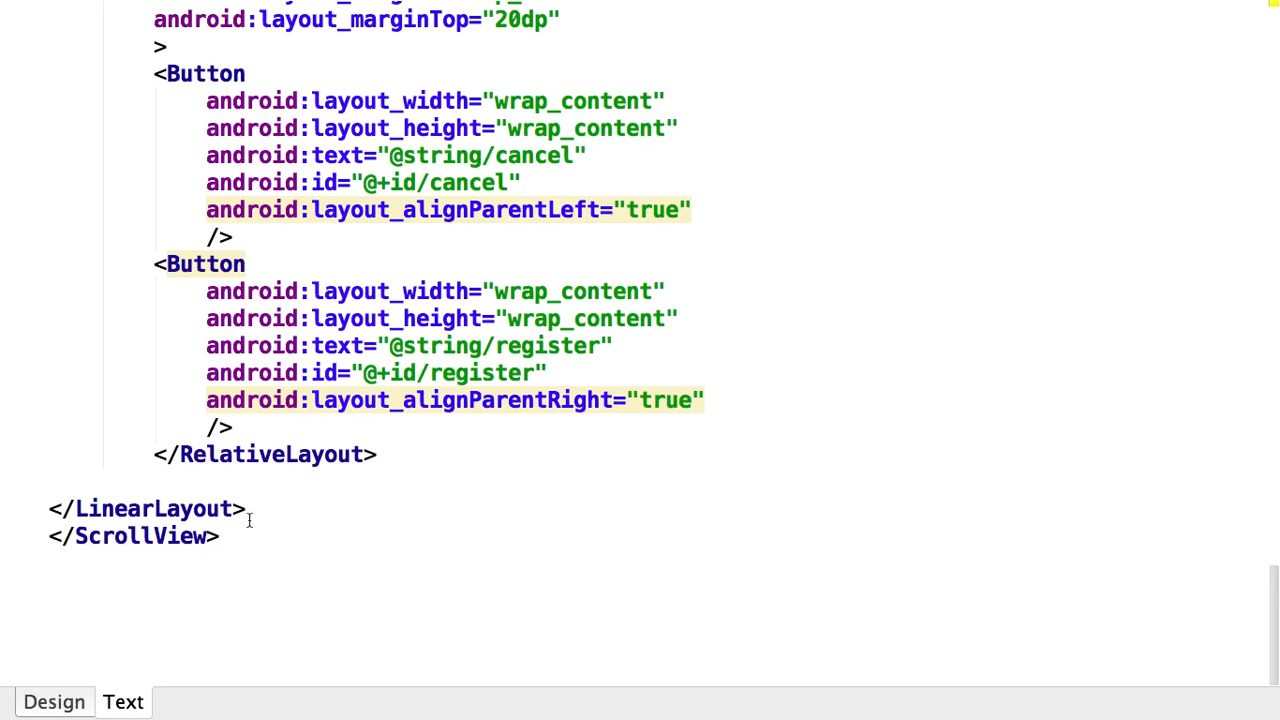 android:layout_marginTop="20dp"
>
<Button
android:layout_width="wrap_content"
android:layout_height="wrap_content"
android:text="@string/cancel"
android:id="@+id/cancel"
android:layout_alignParentLeft="true"
/>
<Button
android:layout_width="wrap_content"
android:layout_height="wrap_content"
android:text="@string/register"
android:id="@+id/register"
android:layout_alignParentRight="true"
/>
</RelativeLayout>
</LinearLayout>
</ScrollView>
Design Text